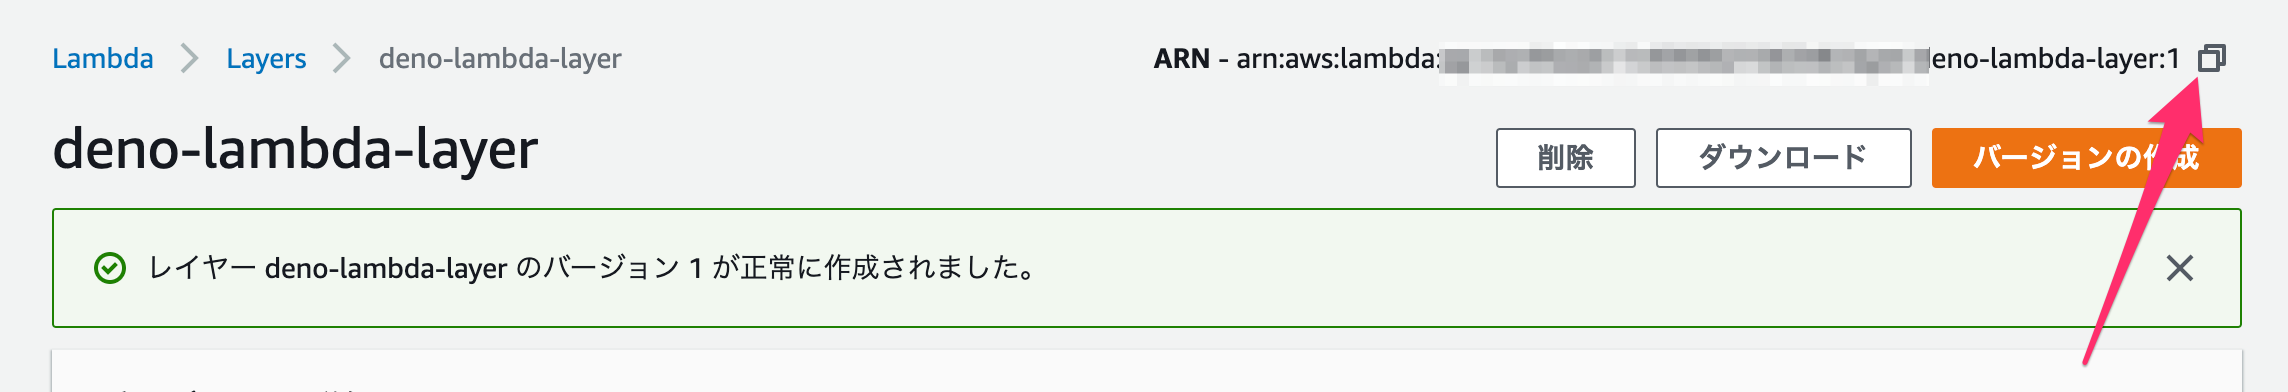 Lambda > Layers > deno-lambda-layer
ARN - arn:aws:lambda: eno-lambda-layer:1
deno-lambda-layer
削除 ダウンロード バージョンの作成
レイヤー deno-lambda-layer のバージョン 1 が正常に作成されました。